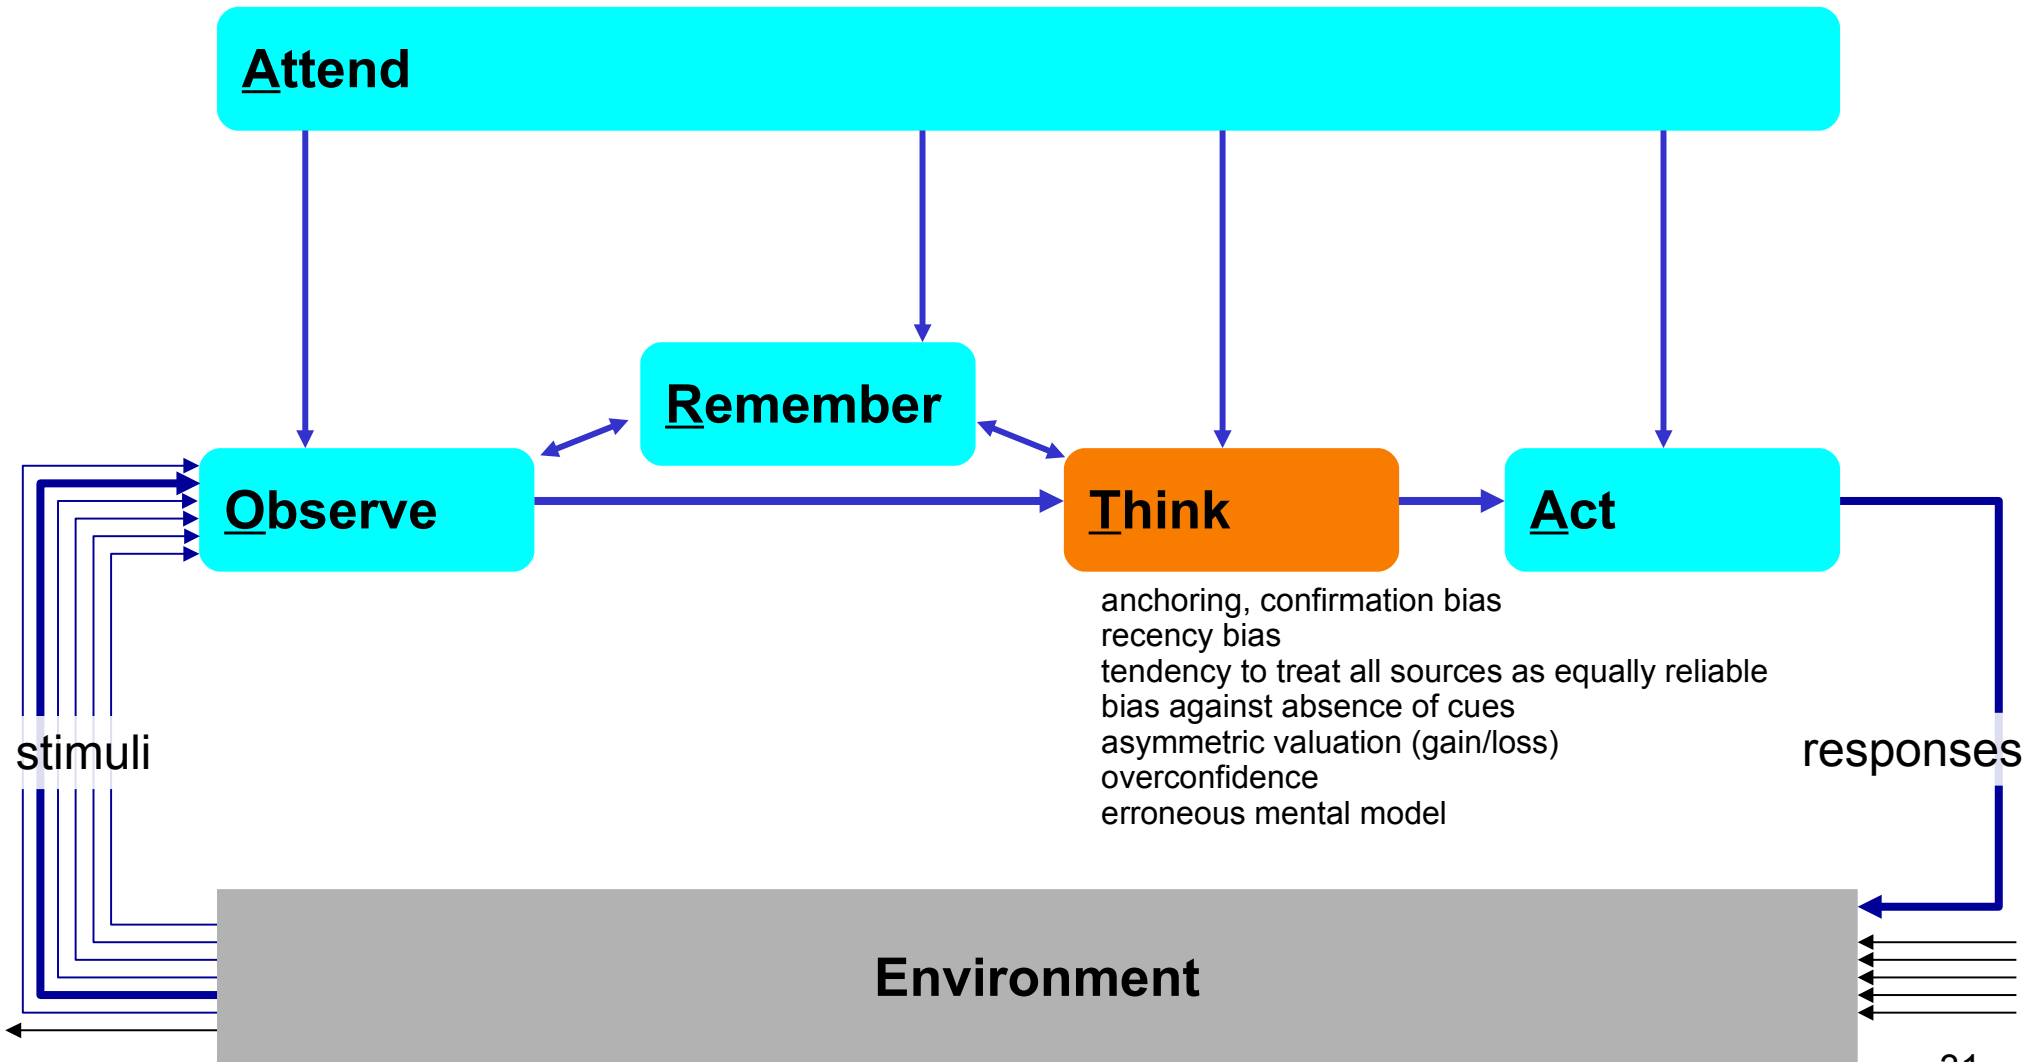 Attend
Remember
Observe
Think
Act
anchoring, confirmation bias
recency bias
tendency to treat all sources as equally reliable
bias against absence of cues
asymmetric valuation (gain/loss)
overconfidence
erroneous mental model
stimuli
responses
Environment